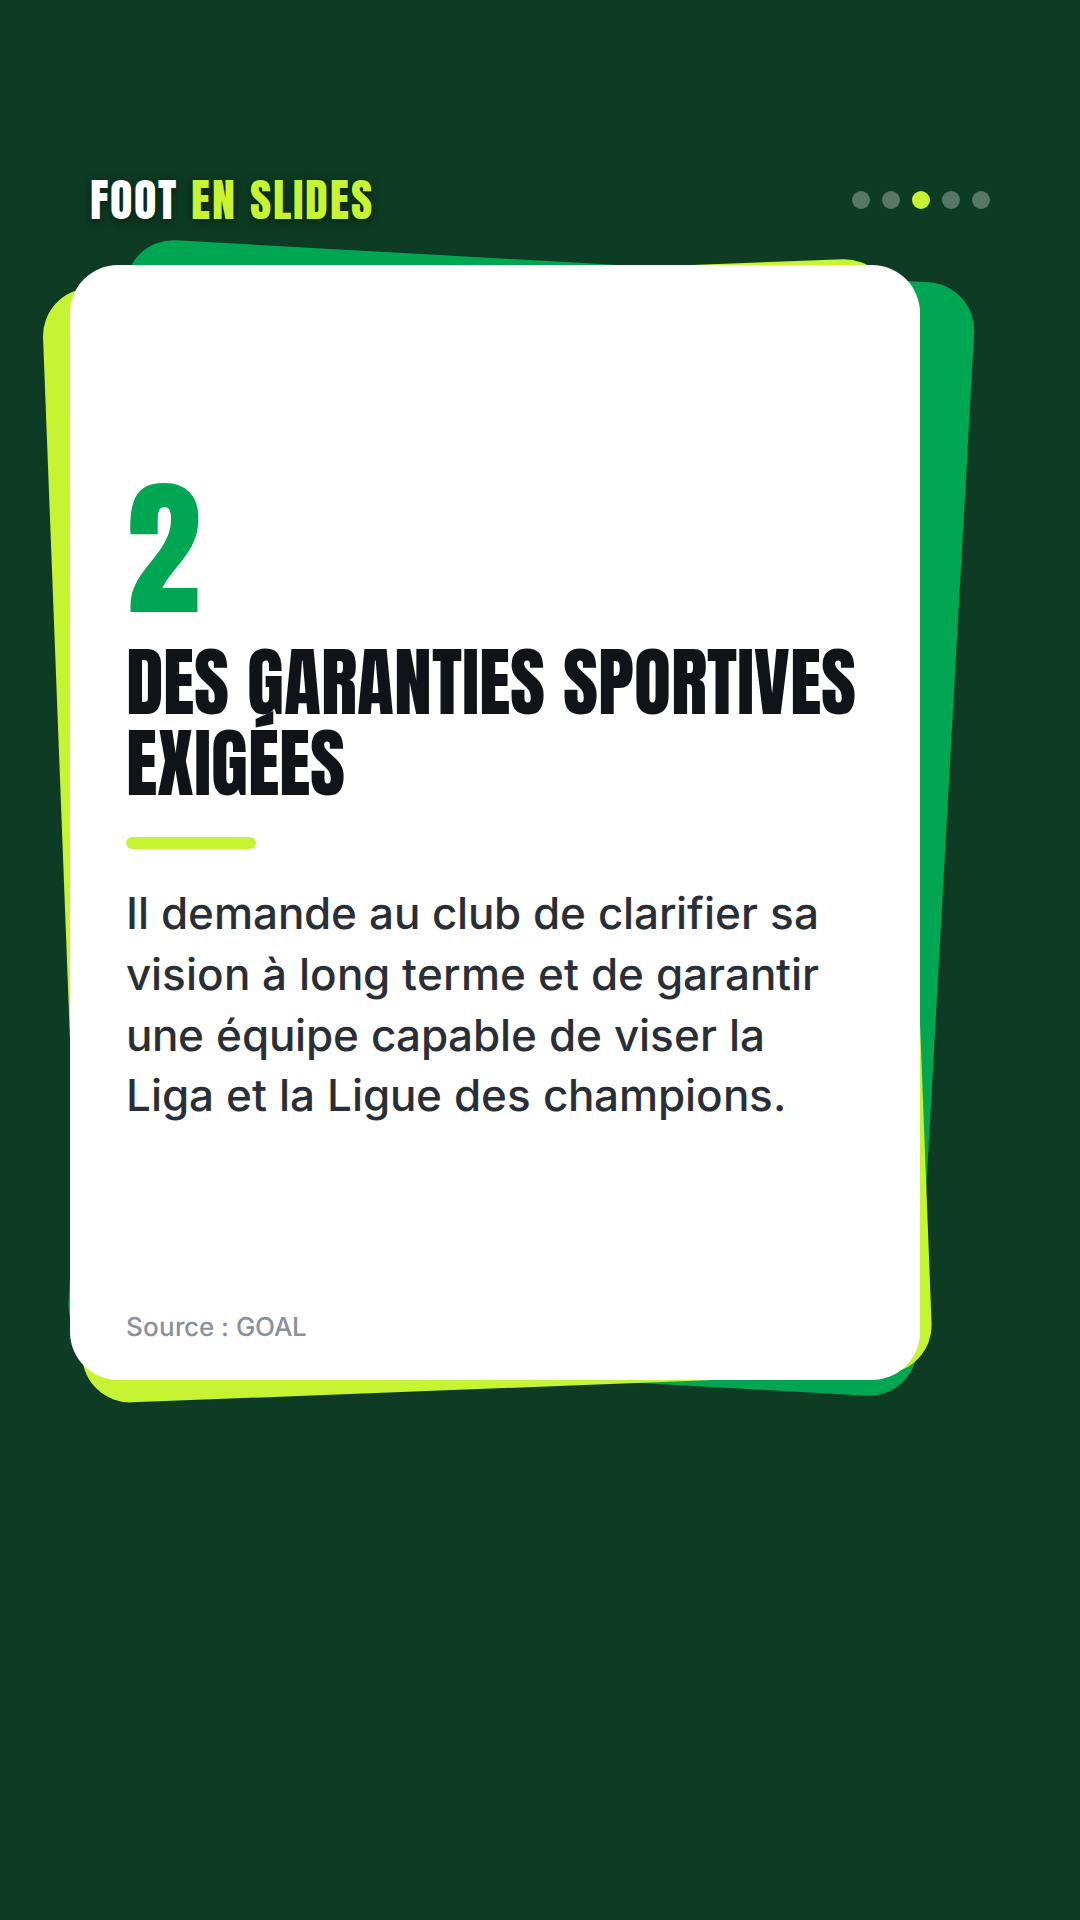 FOOT EN SLIDES
2
DES GARANTIES SPORTIVES
EXIGÉES
Il demande au club de clarifier sa
vision à long terme et de garantir
une équipe capable de viser la
Liga et la Ligue des champions.
Source : GOAL